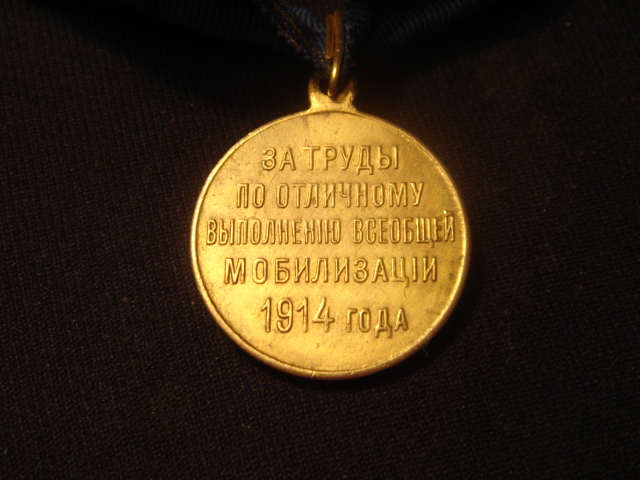 ЗА ТРУДЫ
ПО ОТЛИЧНОМУ
ВЫПОЛНЕНІЮ ВСЕОБЩЕЙ
МОБИЛИЗАЦІИ
1914 ГОДА